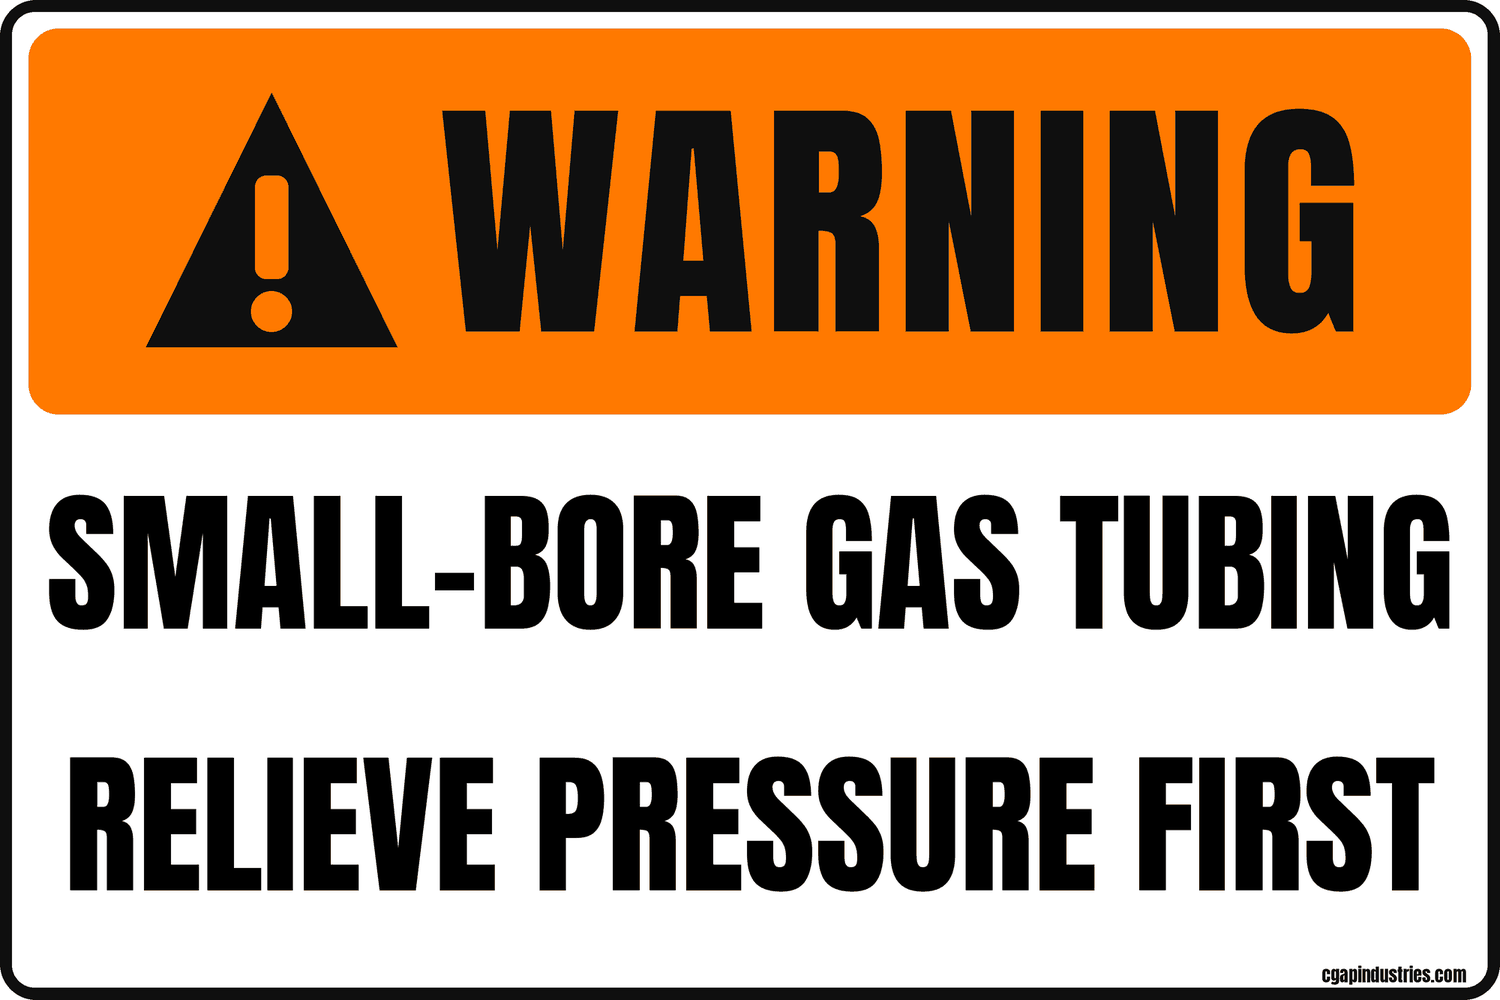 WARNING
SMALL-BORE GAS TUBING
RELIEVE PRESSURE FIRST
cgapindustries.com